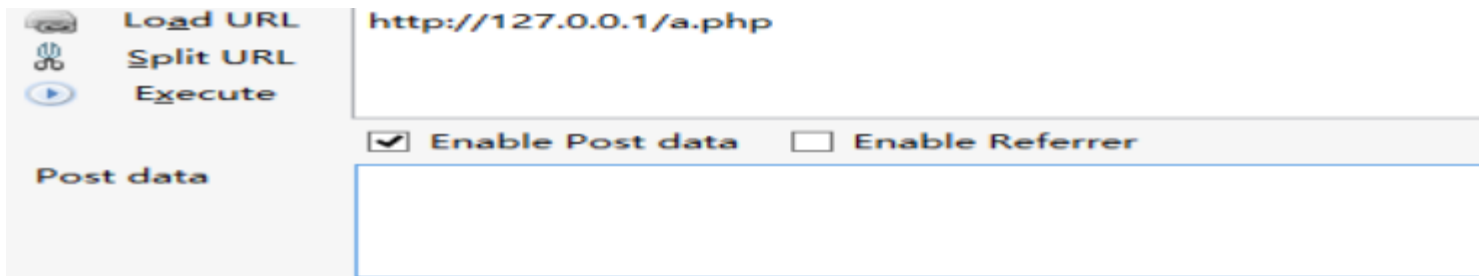 Load URL http://127.0.0.1/a.php
Split URL
Execute
Enable Post data Enable Referrer
Post data